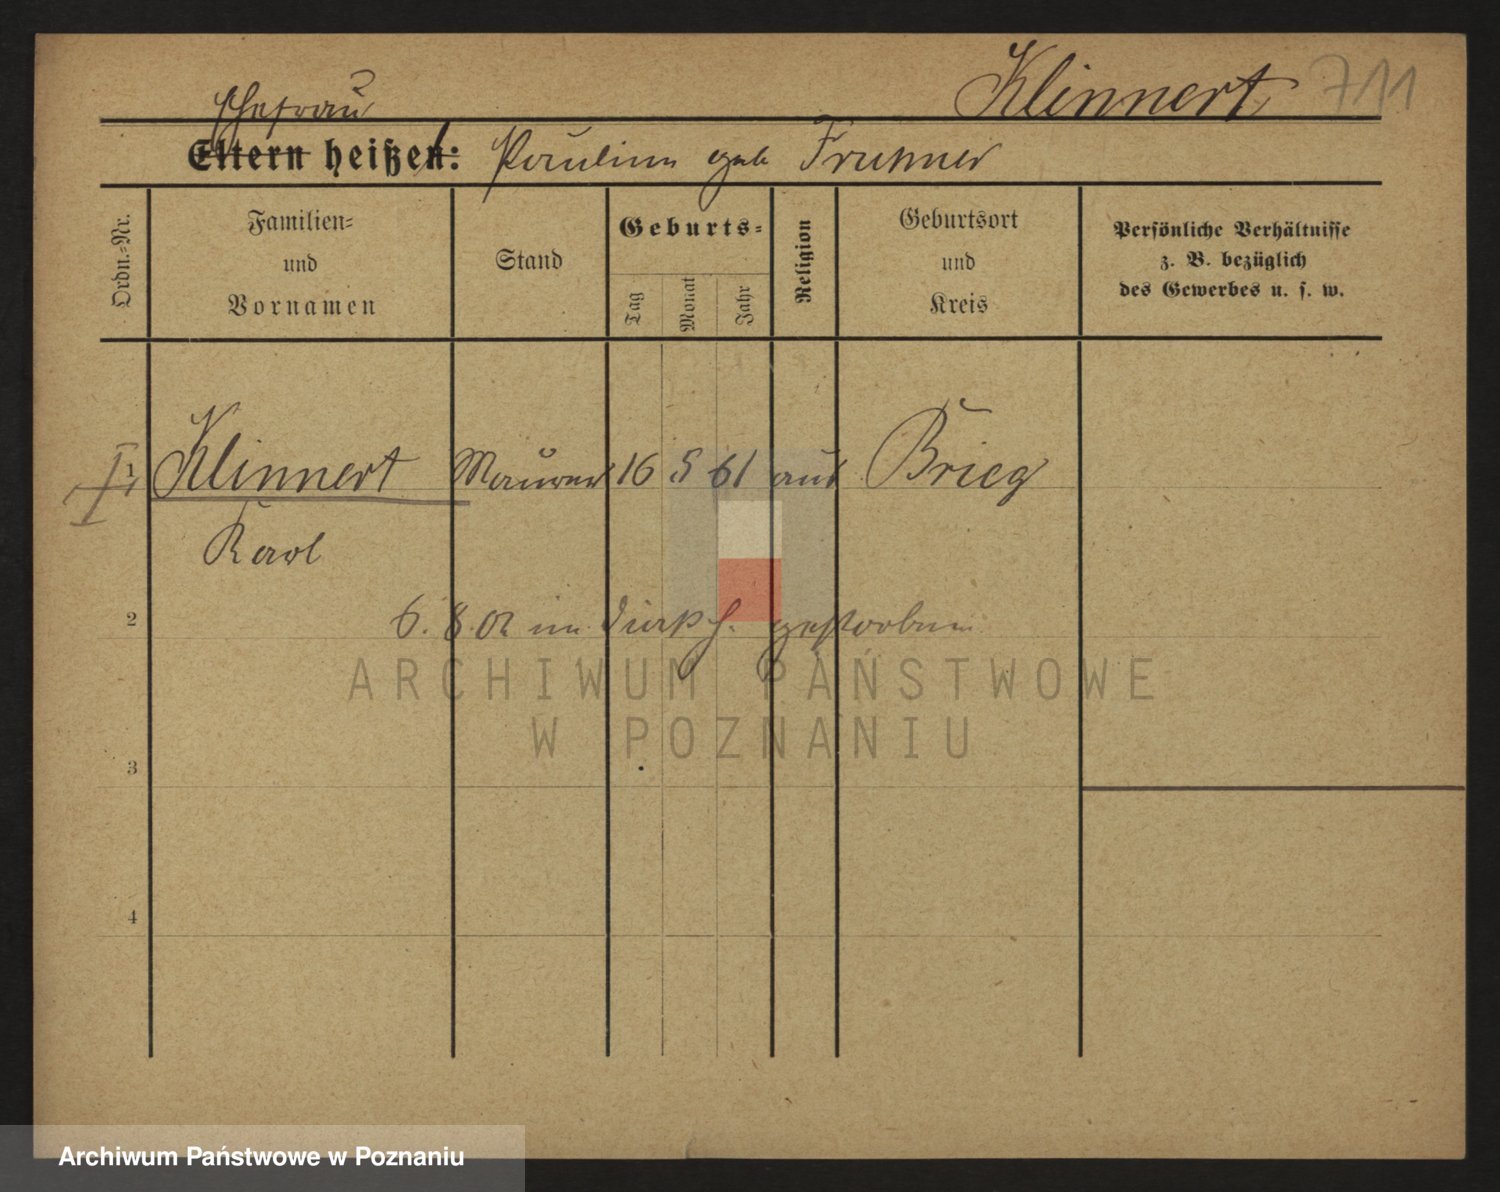 Klinnert 711
Ehefrau
Eltern heißen: Pauline geb
Ordn.-Nr.
Familien-
und
Vornamen
Stand
Geburts-
Tag
Monat
Jahr
Religion
Geburtsort
und
Kreis
Persönliche Verhältnisse
z. B. bezüglich
des Gewerbes u. s. w.
1 Klinnert Maurer 16 5 61 Brieg
Karl
2 6.8.02 im gestorben
ARCHIWUM PAŃSTWOWE
W POZNANIU
3
4
Archiwum Państwowe w Poznaniu